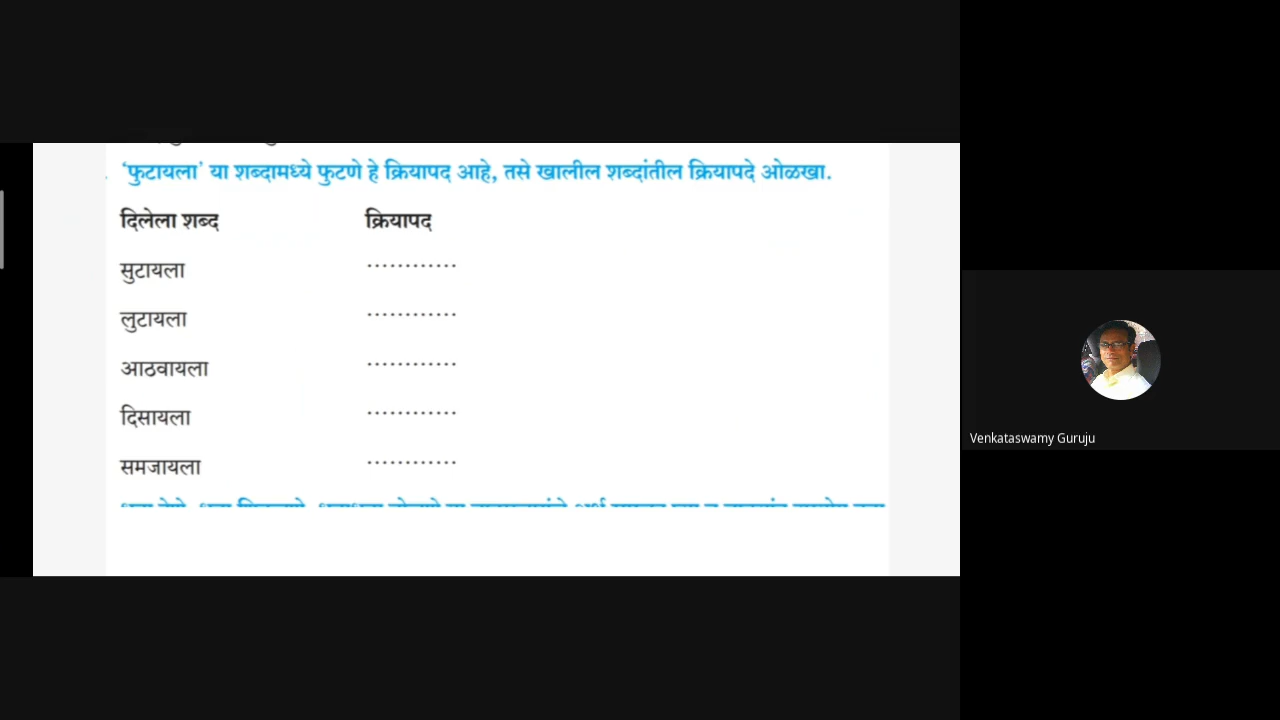 ‘फुटायला’ या शब्दामध्ये फुटणे हे क्रियापद आहे, तसे खालील शब्दांतील क्रियापदे ओळखा.
दिलेला शब्द क्रियापद
सुटायला ............
लुटायला ............
आठवायला ............
दिसायला ............
समजायला ............
Venkataswamy Guruju